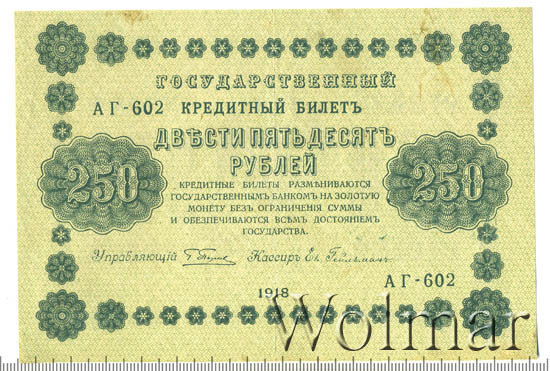 ГОСУДАРСТВЕННЫЙ
АГ-602 КРЕДИТНЫЙ БИЛЕТЪ
ДВѢСТИ ПЯТЬДЕСЯТЪ
РУБЛЕЙ
250 250
КРЕДИТНЫЕ БИЛЕТЫ РАЗМѢНИВАЮТСЯ
ГОСУДАРСТВЕННЫМЪ БАНКОМЪ НА ЗОЛОТУЮ
МОНЕТУ БЕЗЪ ОГРАНИЧЕНІЯ СУММЫ
И ОБЕЗПЕЧИВАЮТСЯ ВСѢМЪ ДОСТОЯНІЕМЪ
ГОСУДАРСТВА.
Управляющій Кассиръ
АГ-602
1918
Wolmar